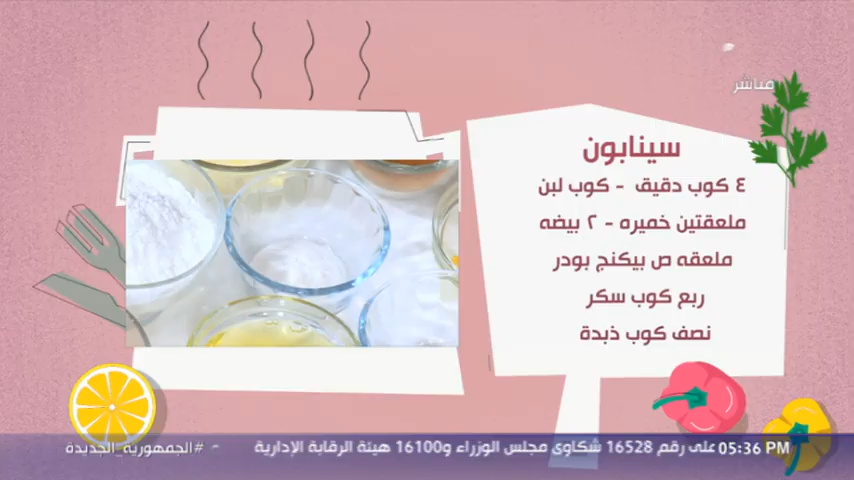 مباشر
سينابون
٤ كوب دقيق - كوب لبن
ملعقتين خميره - ٢ بيضه
ملعقه ص بيكنج بودر
ربع كوب سكر
نصف كوب ذبدة
05:36 PM على رقم 16528 شكاوى مجلس الوزراء و16100 هيئة الرقابة الإدارية #الجمهورية_الجديدة